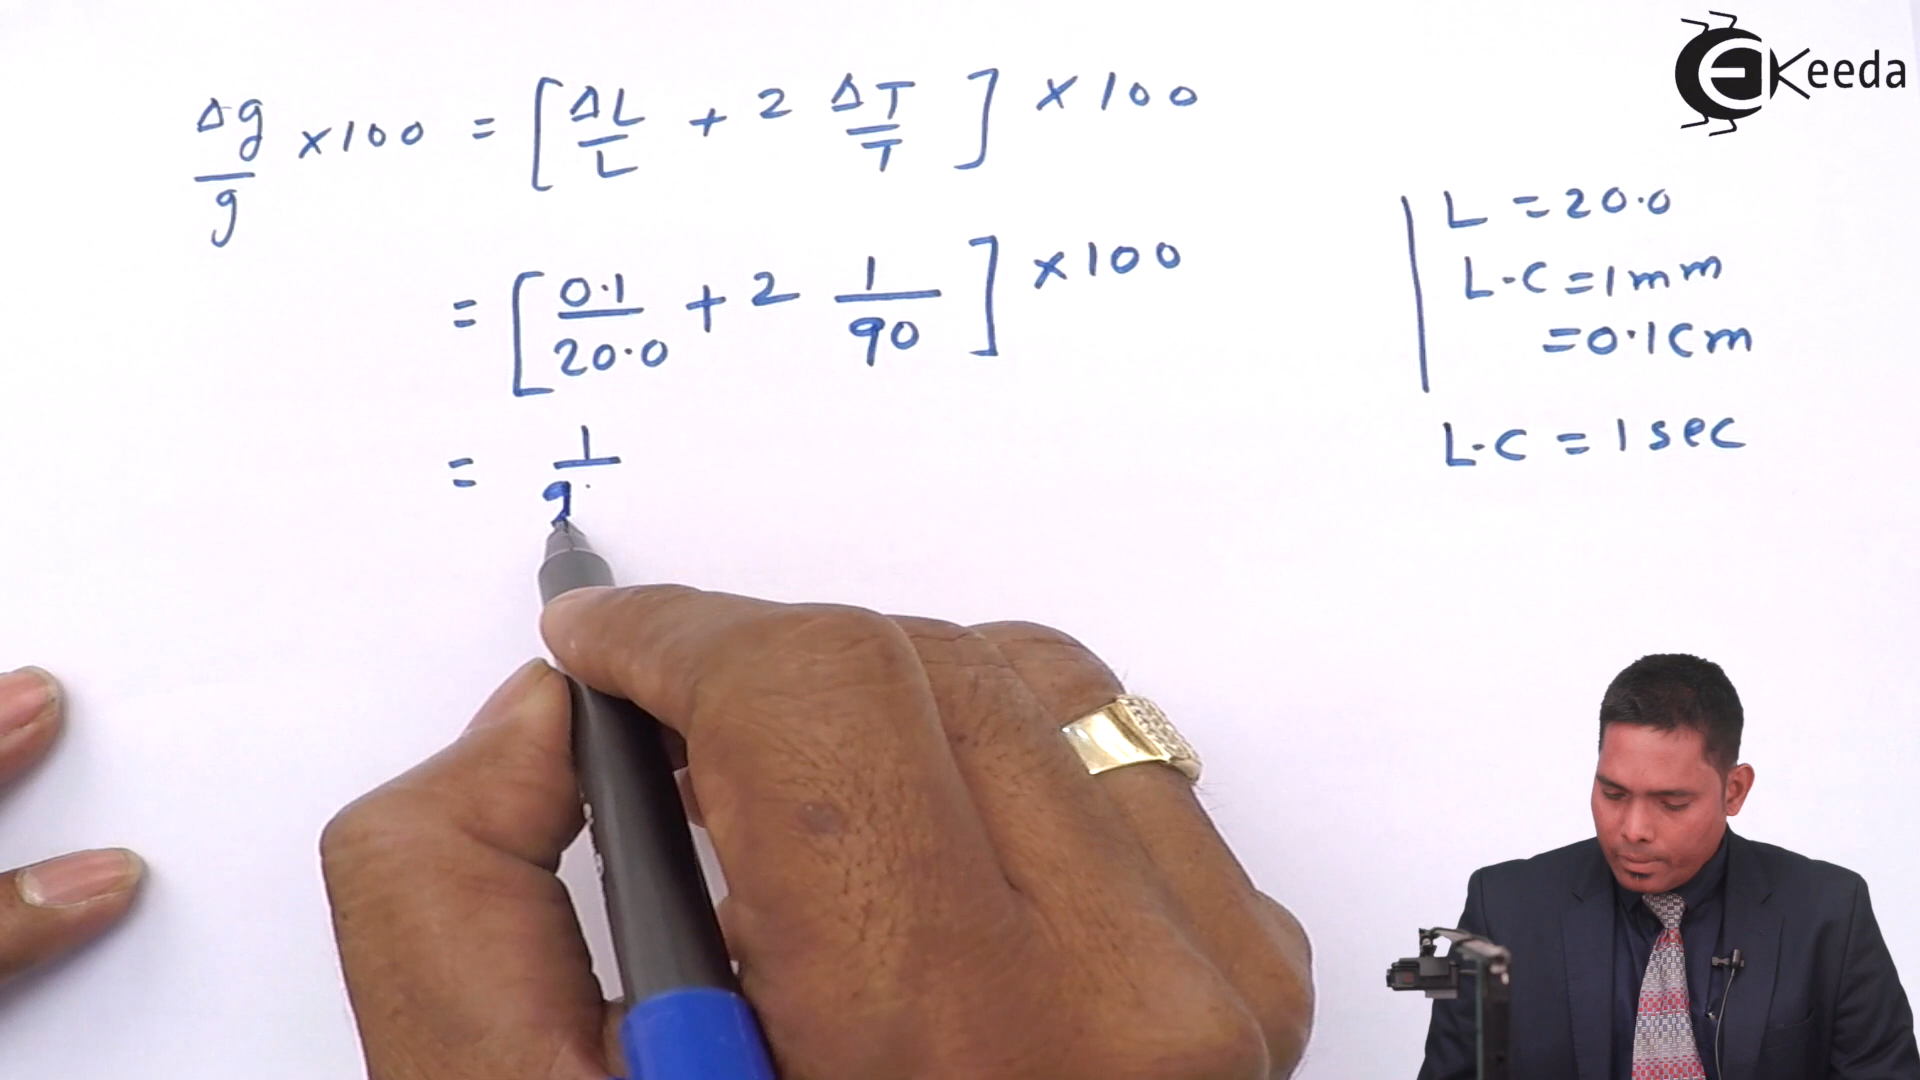 Keeda
Δg/g × 100 = [ΔL/L + 2 ΔT/T] × 100
= [0.1/20.0 + 2 1/90] × 100
= 1/9
L = 20.0
L.C = 1mm
= 0.1cm
L.C = 1 sec